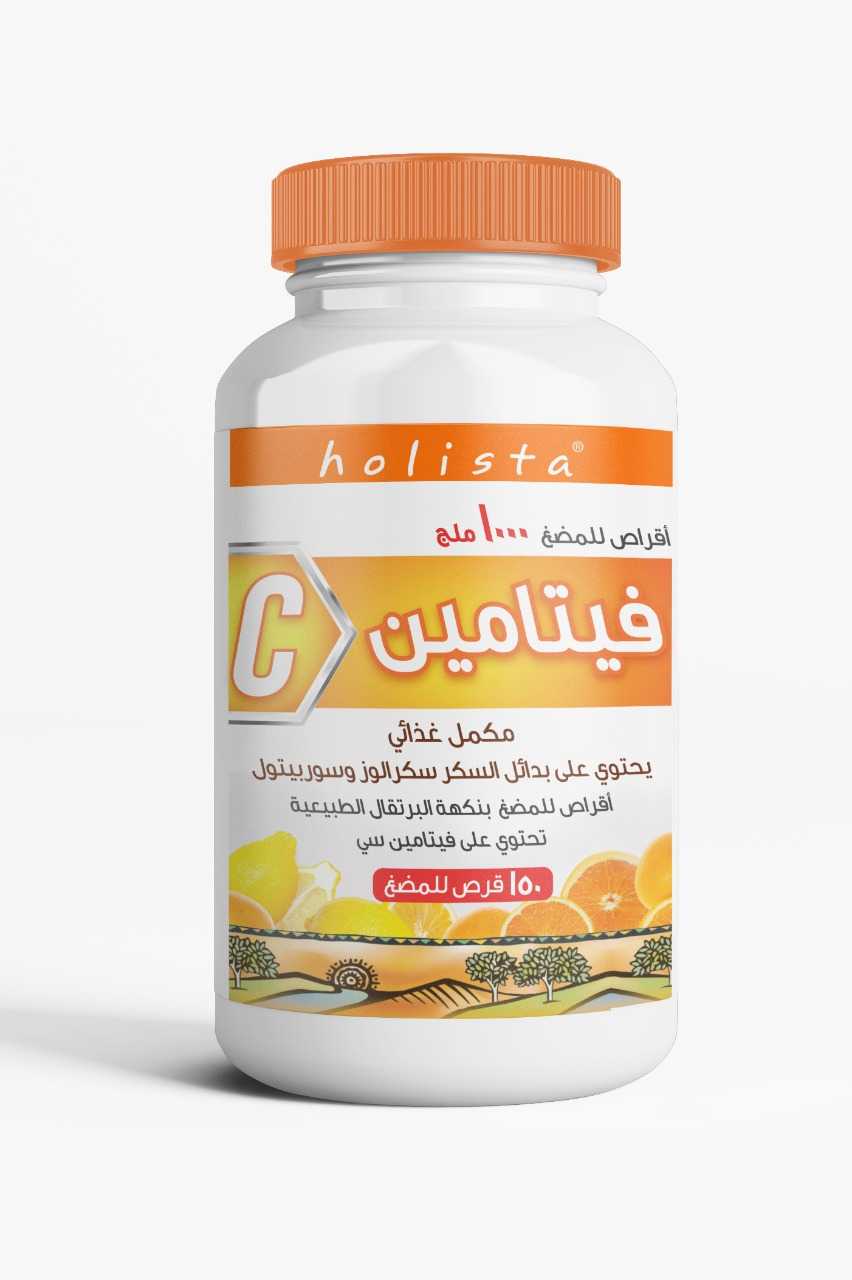 holista®
أقراص للمضغ ١٠٠٠ ملج
فيتامين C
مكمل غذائي
يحتوي على بدائل السكر سكرالوز وسوربيتول
أقراص للمضغ بنكهة البرتقال الطبيعية
تحتوي على فيتامين سي
١٥٠ قرص للمضغ